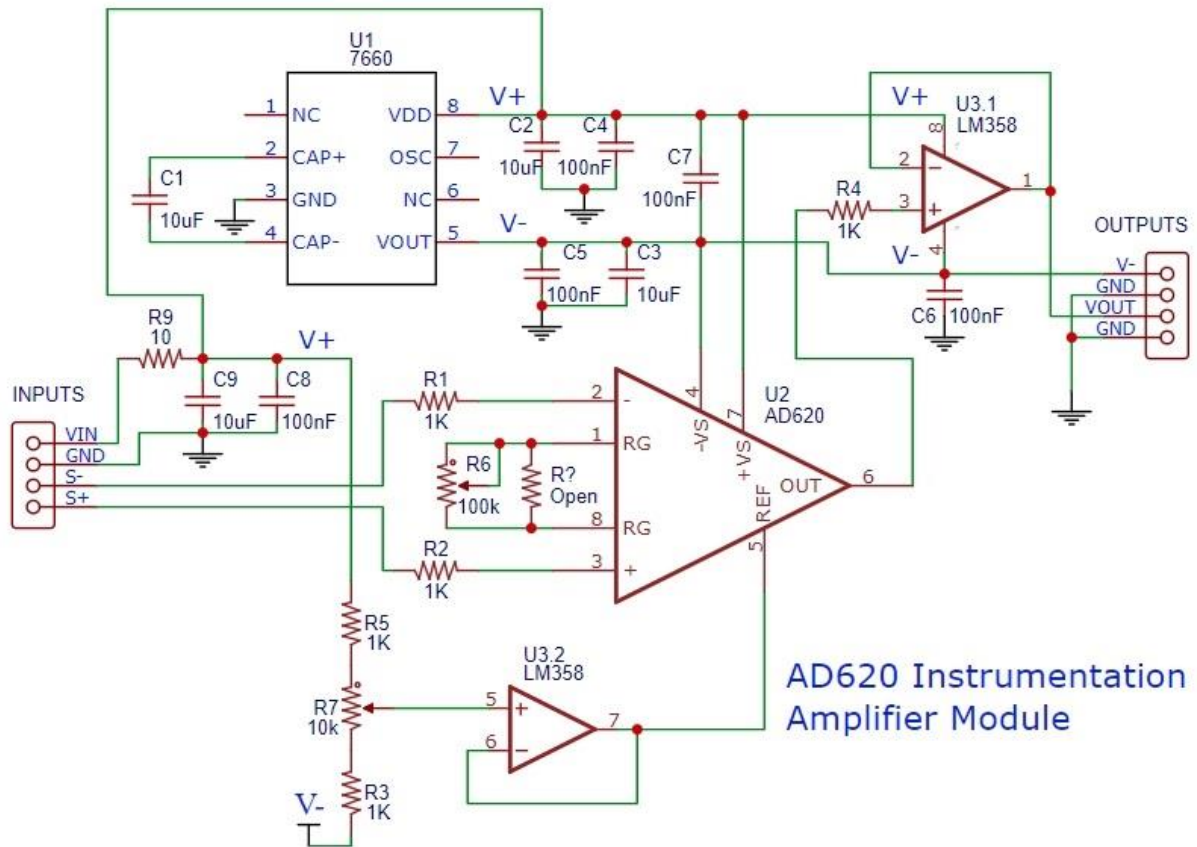 U1
7660
1 NC
2 CAP+
3 GND
4 CAP-
VDD 8
OSC 7
NC 6
VOUT 5
C1
10uF
V+
C2
10uF
C4
100nF
C7
100nF
V-
C5
100nF
C3
10uF
V+
U3.1
LM358
8
2 -
3 +
1
4
R4
1K
V-
C6 100nF
OUTPUTS
V-
GND
VOUT
GND
R9
10
V+
C9
10uF
C8
100nF
INPUTS
VIN
GND
S-
S+
R1
1K
R6
100k
R?
Open
R2
1K
U2
AD620
2 -
1 RG
8 RG
3 +
4 -VS
7 +VS
OUT 6
REF 5
R5
1K
R7
10k
R3
1K
V-
U3.2
LM358
5 +
6 -
7
AD620 Instrumentation
Amplifier Module